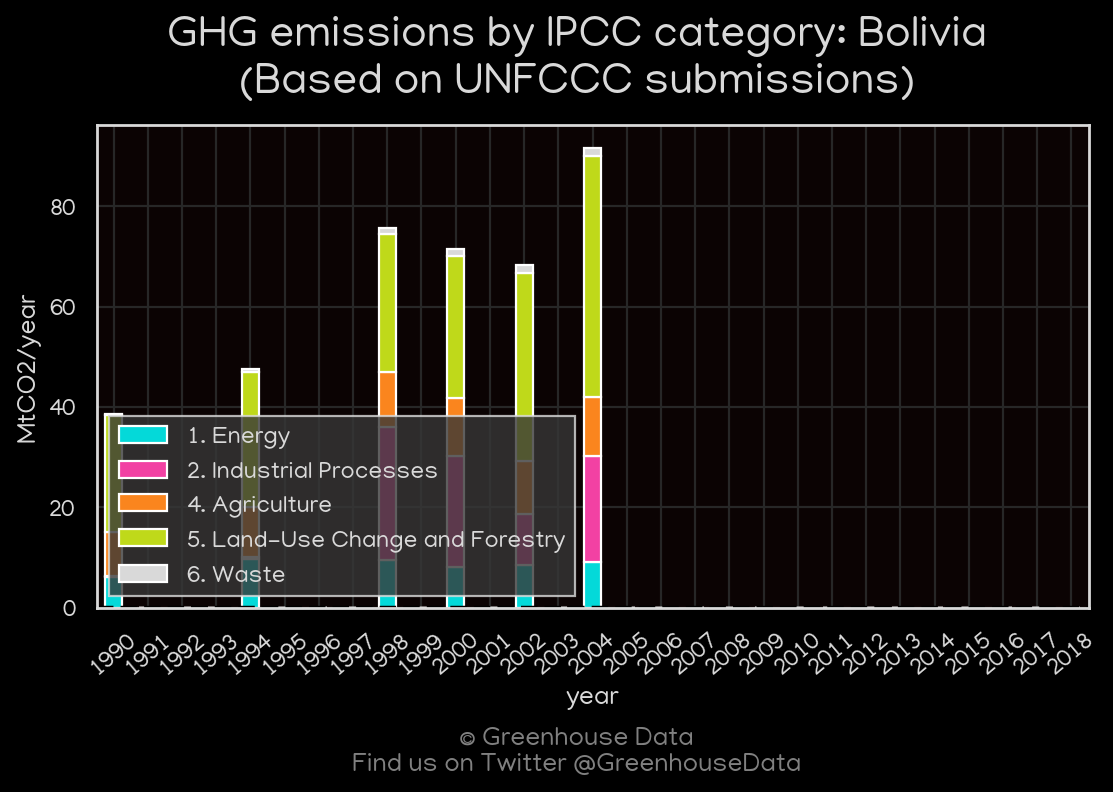 GHG emissions by IPCC category: Bolivia
(Based on UNFCCC submissions)
MtCO2/year
80
60
40
20
0
1. Energy
2. Industrial Processes
4. Agriculture
5. Land-Use Change and Forestry
6. Waste
1990 1991 1992 1993 1994 1995 1996 1997 1998 1999 2000 2001 2002 2003 2004 2005 2006 2007 2008 2009 2010 2011 2012 2013 2014 2015 2016 2017 2018
year
© Greenhouse Data
Find us on Twitter @GreenhouseData